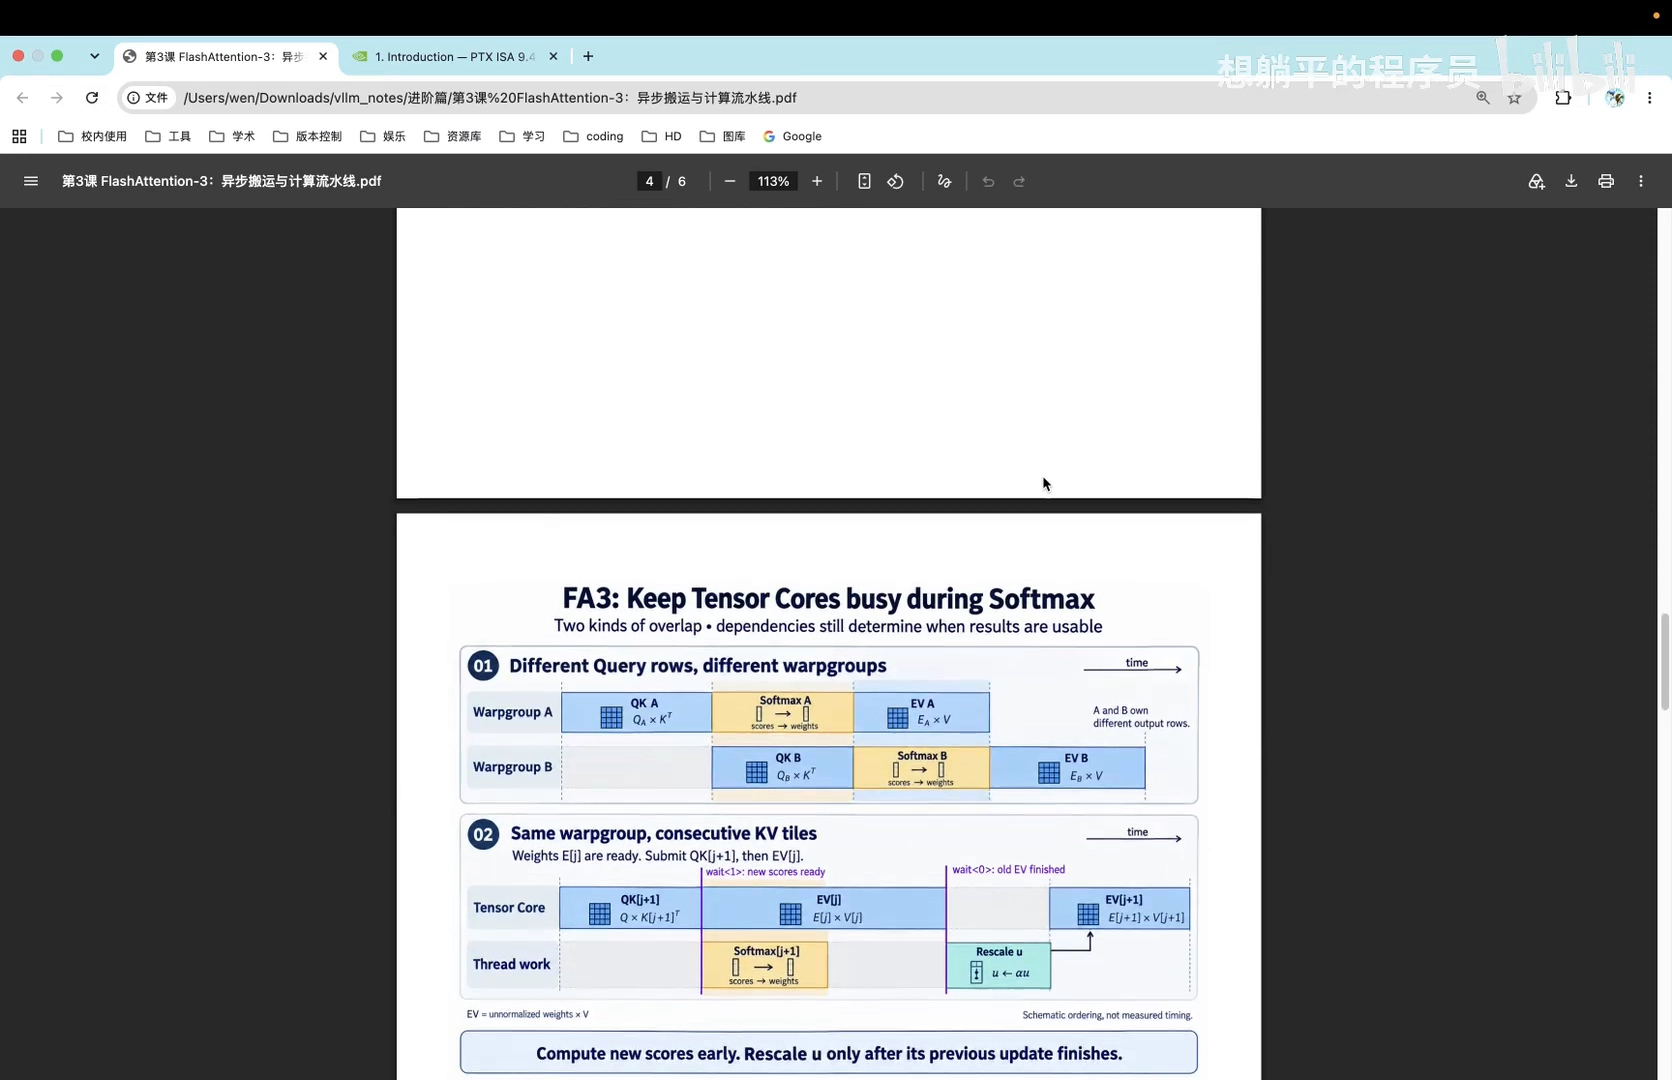 第3课 FlashAttention-3：异步
1. Introduction — PTX ISA 9.4
想躺平的程序员 bilibili
文件
/Users/wen/Downloads/vllm_notes/进阶篇/第3课%20FlashAttention-3：异步搬运与计算流水线.pdf
校内使用
工具
学术
版本控制
娱乐
资源库
学习
coding
HD
图库
Google
第3课 FlashAttention-3：异步搬运与计算流水线.pdf
4 / 6
113%
FA3: Keep Tensor Cores busy during Softmax
Two kinds of overlap • dependencies still determine when results are usable
01 Different Query rows, different warpgroups
time
Warpgroup A
QK A
Q_A × K^T
Softmax A
→
scores → weights
EV A
E_A × V
A and B own
different output rows.
Warpgroup B
QK B
Q_B × K^T
Softmax B
→
scores → weights
EV B
E_B × V
02 Same warpgroup, consecutive KV tiles
time
Weights E[j] are ready. Submit QK[j+1], then EV[j].
wait<1>: new scores ready
wait<0>: old EV finished
Tensor Core
QK[j+1]
Q × K[j+1]^T
EV[j]
E[j] × V[j]
EV[j+1]
E[j+1] × V[j+1]
Thread work
Softmax[j+1]
→
scores → weights
Rescale u
u ← αu
EV = unnormalized weights × V
Schematic ordering, not measured timing.
Compute new scores early. Rescale u only after its previous update finishes.